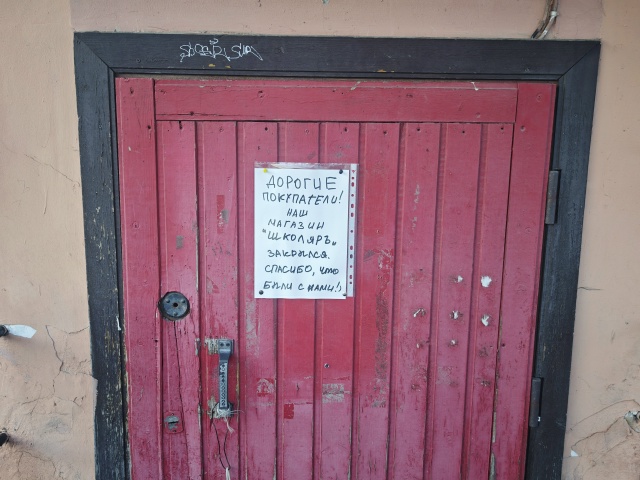 ДОРОГИЕ
ПОКУПАТЕЛИ!
НАШ
МАГАЗИН
"ШКОЛЯРЪ"
ЗАКРЫЛСЯ.
СПАСИБО, ЧТО
БЫЛИ С НАМИ!)